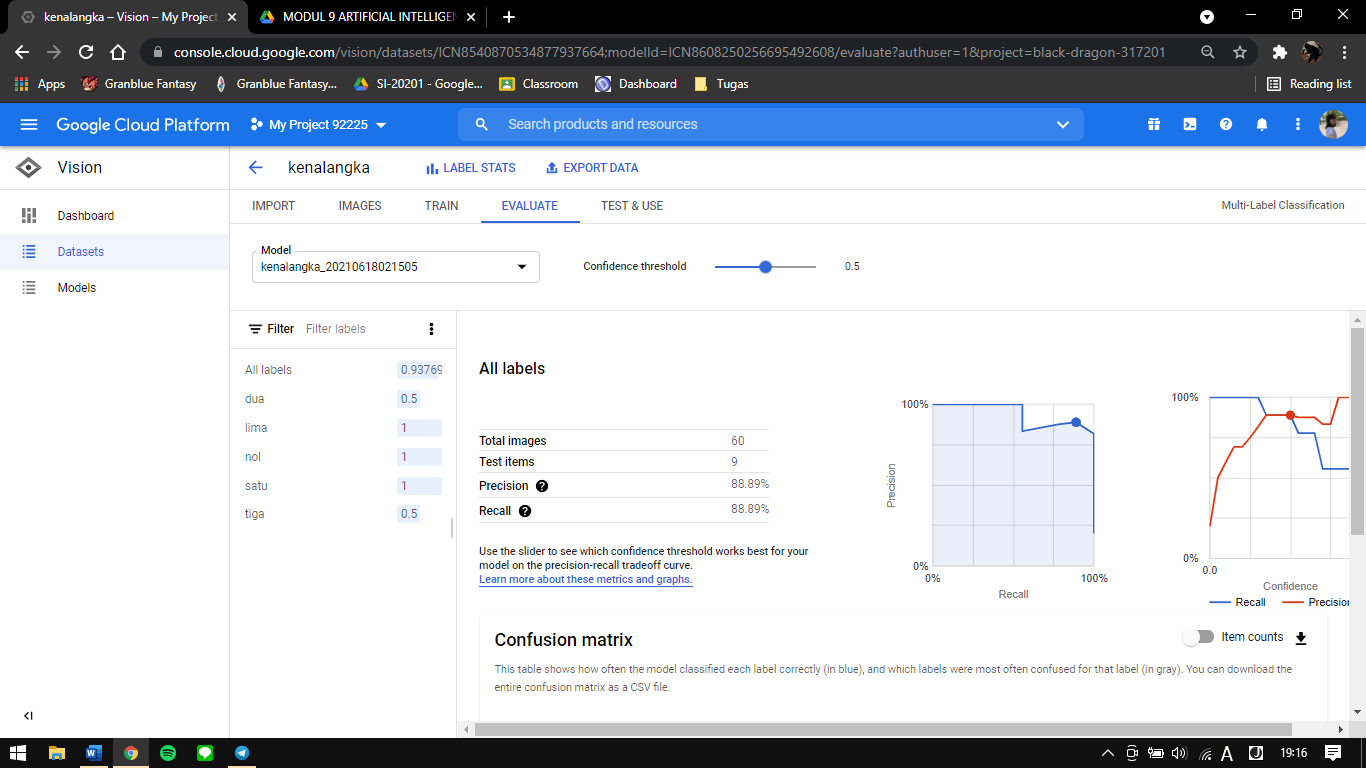 kenalangka – Vision – My Project
MODUL 9 ARTIFICIAL INTELLIGEN
console.cloud.google.com/vision/datasets/ICN8540870534877937664;modelId=ICN8608250256695492608/evaluate?authuser=1&project=black-dragon-317201
Apps
Granblue Fantasy
Granblue Fantasy...
SI-20201 - Google...
Classroom
Dashboard
Tugas
Reading list
Google Cloud Platform
My Project 92225
Search products and resources
Vision
kenalangka
LABEL STATS
EXPORT DATA
Dashboard
Datasets
Models
IMPORT
IMAGES
TRAIN
EVALUATE
TEST & USE
Multi-Label Classification
Model
kenalangka_20210618021505
Confidence threshold
0.5
Filter
Filter labels
All labels 0.93769
dua 0.5
lima 1
nol 1
satu 1
tiga 0.5
All labels
Total images 60
Test items 9
Precision 88.89%
Recall 88.89%
Use the slider to see which confidence threshold works best for your
model on the precision-recall tradeoff curve.
Learn more about these metrics and graphs.
100%
Precision
0%
0%
100%
Recall
100%
0%
0.0
Confidence
Recall
Precision
Confusion matrix
Item counts
This table shows how often the model classified each label correctly (in blue), and which labels were most often confused for that label (in gray). You can download the
entire confusion matrix as a CSV file.
19:16